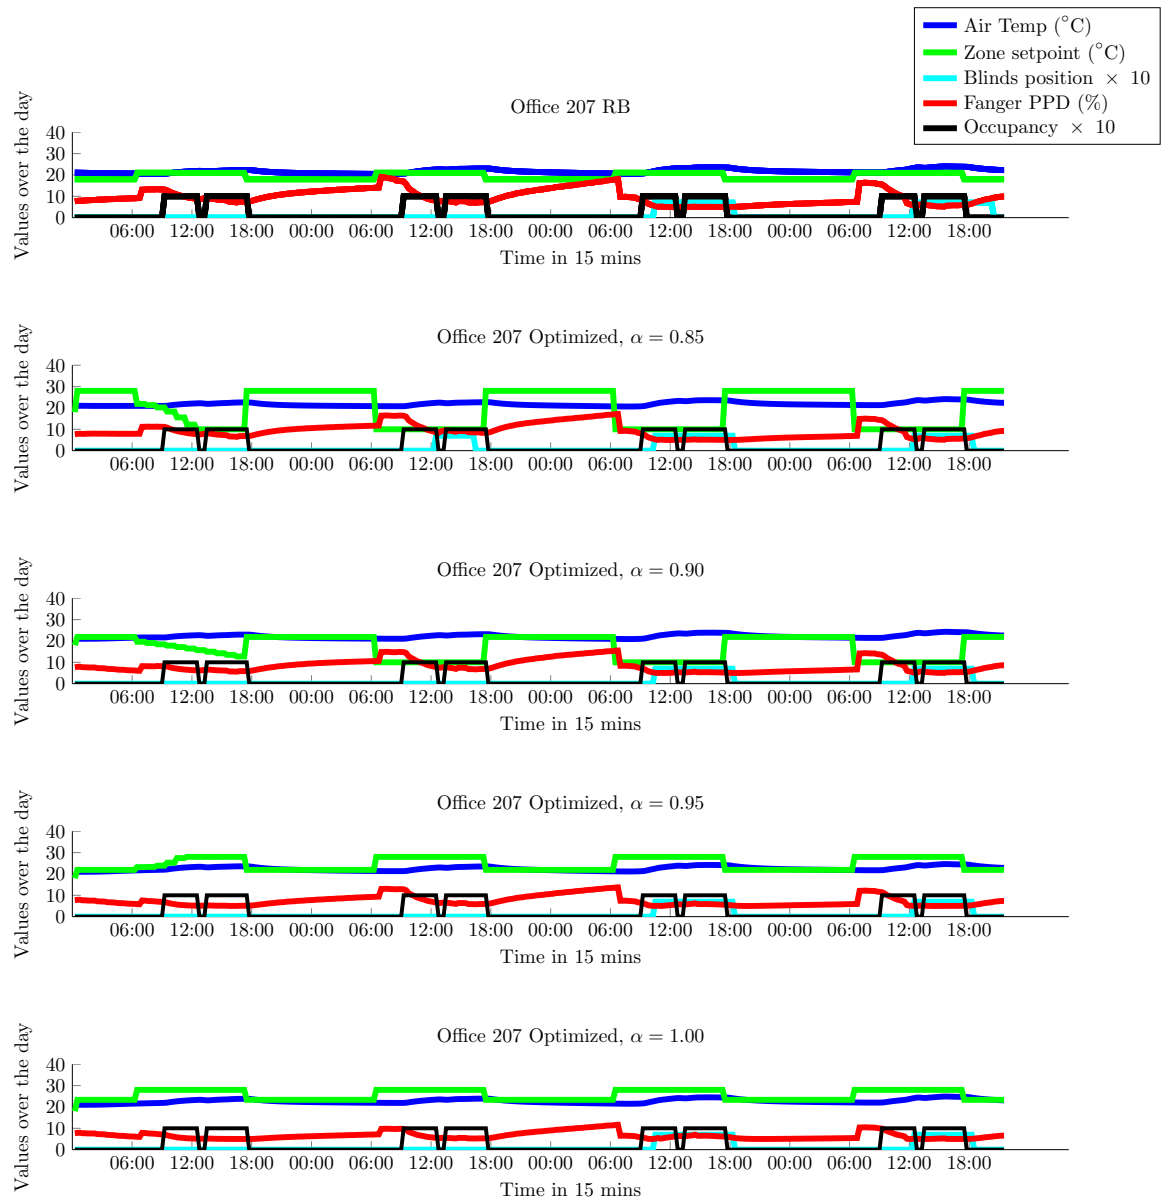 Air Temp (°C)
Zone setpoint (°C)
Blinds position × 10
Fanger PPD (%)
Occupancy × 10
Office 207 RB
Values over the day
40
30
20
10
0
06:00 12:00 18:00 00:00 06:00 12:00 18:00 00:00 06:00 12:00 18:00 00:00 06:00 12:00 18:00
Time in 15 mins
Office 207 Optimized, α = 0.85
Values over the day
40
30
20
10
0
06:00 12:00 18:00 00:00 06:00 12:00 18:00 00:00 06:00 12:00 18:00 00:00 06:00 12:00 18:00
Office 207 Optimized, α = 0.90
Values over the day
40
30
20
10
0
06:00 12:00 18:00 00:00 06:00 12:00 18:00 00:00 06:00 12:00 18:00 00:00 06:00 12:00 18:00
Time in 15 mins
Office 207 Optimized, α = 0.95
Values over the day
40
30
20
10
0
06:00 12:00 18:00 00:00 06:00 12:00 18:00 00:00 06:00 12:00 18:00 00:00 06:00 12:00 18:00
Time in 15 mins
Office 207 Optimized, α = 1.00
Values over the day
40
30
20
10
0
06:00 12:00 18:00 00:00 06:00 12:00 18:00 00:00 06:00 12:00 18:00 00:00 06:00 12:00 18:00
Time in 15 mins